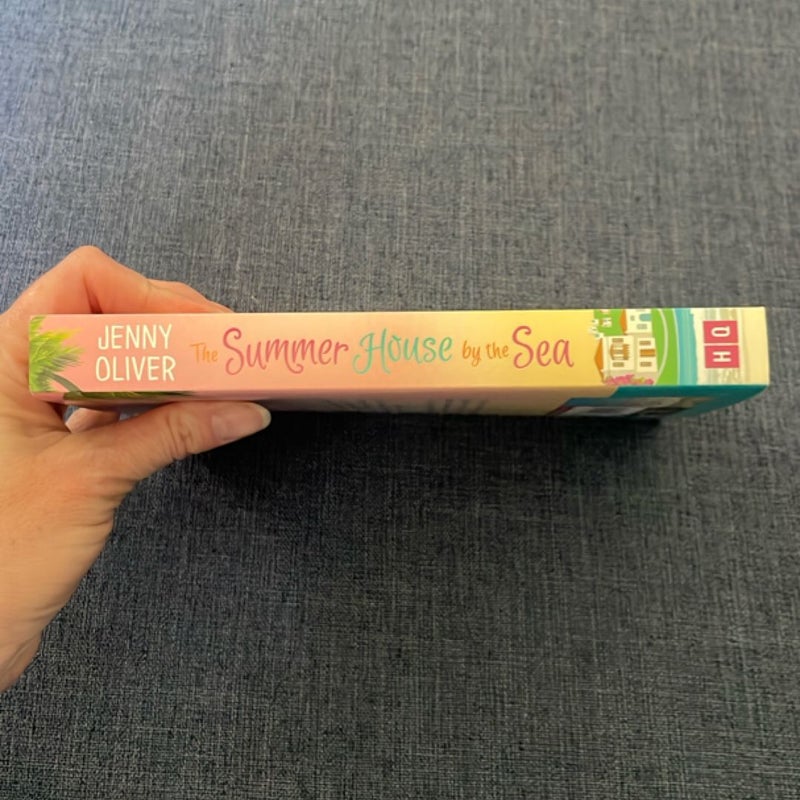 JENNY
OLIVER
The Summer House by the Sea
HQ